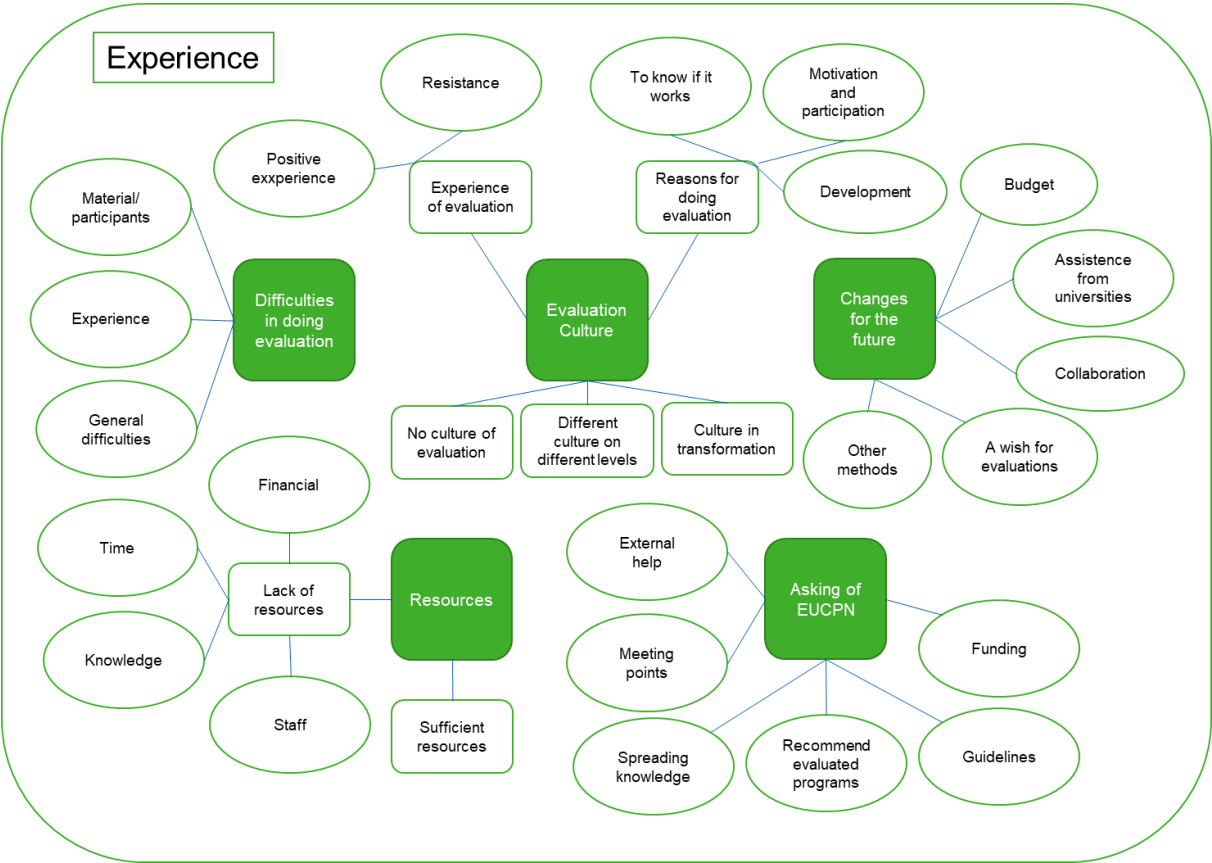 Experience
Resistance
To know if it
works
Motivation
and
participation
Positive
exxperience
Experience
of evaluation
Reasons for
doing
evaluation
Development
Budget
Material/
participants
Experience
General
difficulties
Difficulties
in doing
evaluation
Evaluation
Culture
Changes
for the
future
Assistence
from
universities
Collaboration
No culture of
evaluation
Different
culture on
different levels
Culture in
transformation
Other
methods
A wish for
evaluations
Financial
Time
Lack of
resources
Resources
Knowledge
Staff
Sufficient
resources
External
help
Asking of
EUCPN
Meeting
points
Funding
Spreading
knowledge
Recommend
evaluated
programs
Guidelines